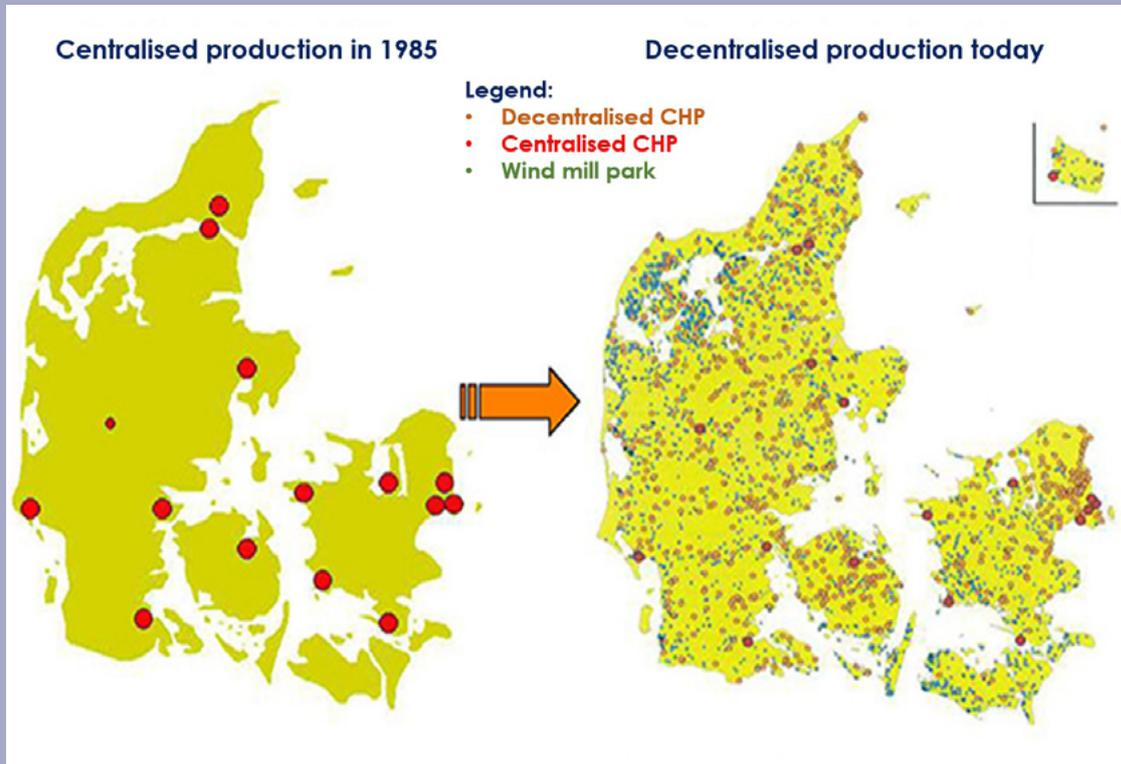 Centralised production in 1985
Decentralised production today
Legend:
• Decentralised CHP
• Centralised CHP
• Wind mill park